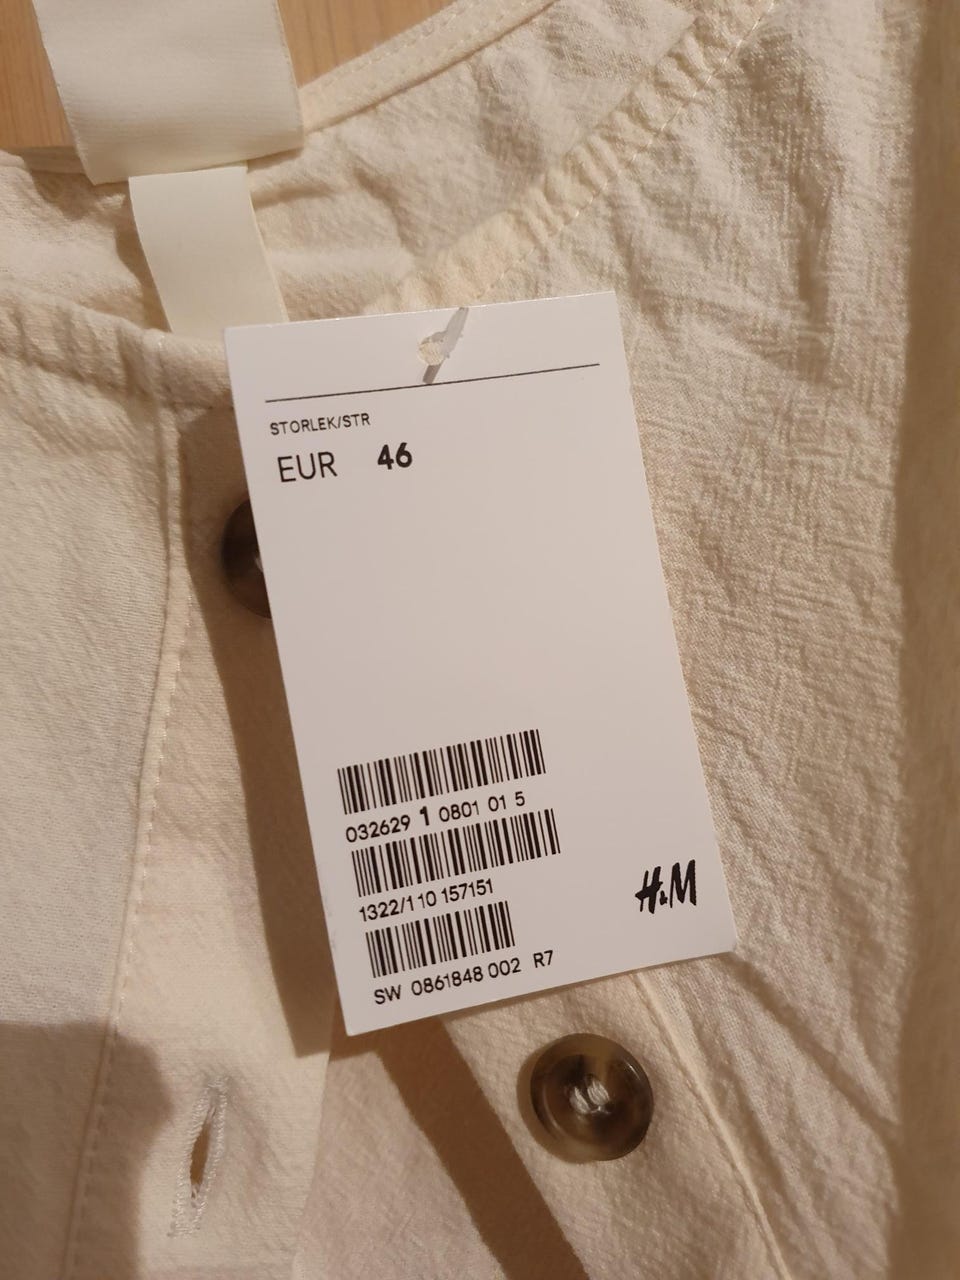 STORLEK/STR
EUR 46
032629 1 0801 01 5
1322/1 10 157151
H&M
SW 0861848 002 R7